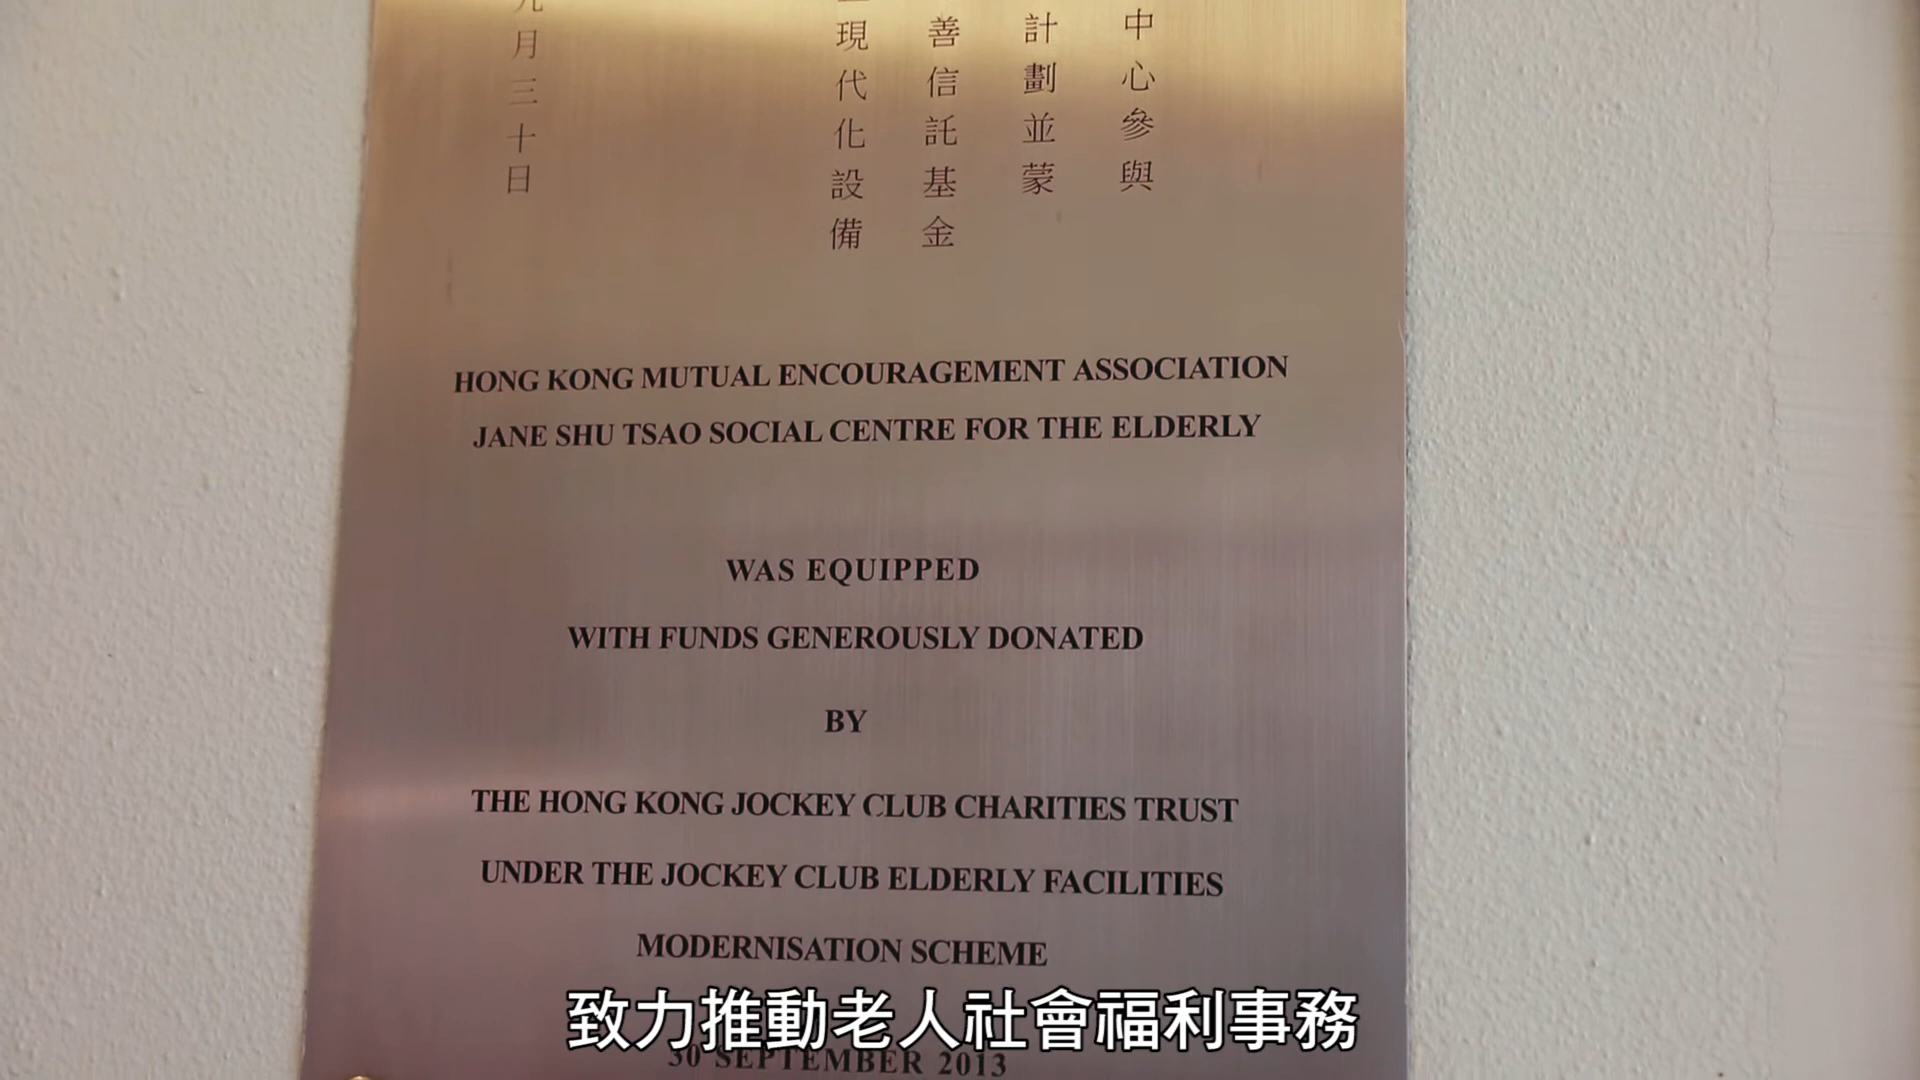 中心參與
計劃並蒙
善信託基金
現代化設備
九月三十日
HONG KONG MUTUAL ENCOURAGEMENT ASSOCIATION
JANE SHU TSAO SOCIAL CENTRE FOR THE ELDERLY
WAS EQUIPPED
WITH FUNDS GENEROUSLY DONATED
BY
THE HONG KONG JOCKEY CLUB CHARITIES TRUST
UNDER THE JOCKEY CLUB ELDERLY FACILITIES
MODERNISATION SCHEME
30 SEPTEMBER 2013
致力推動老人社會福利事務